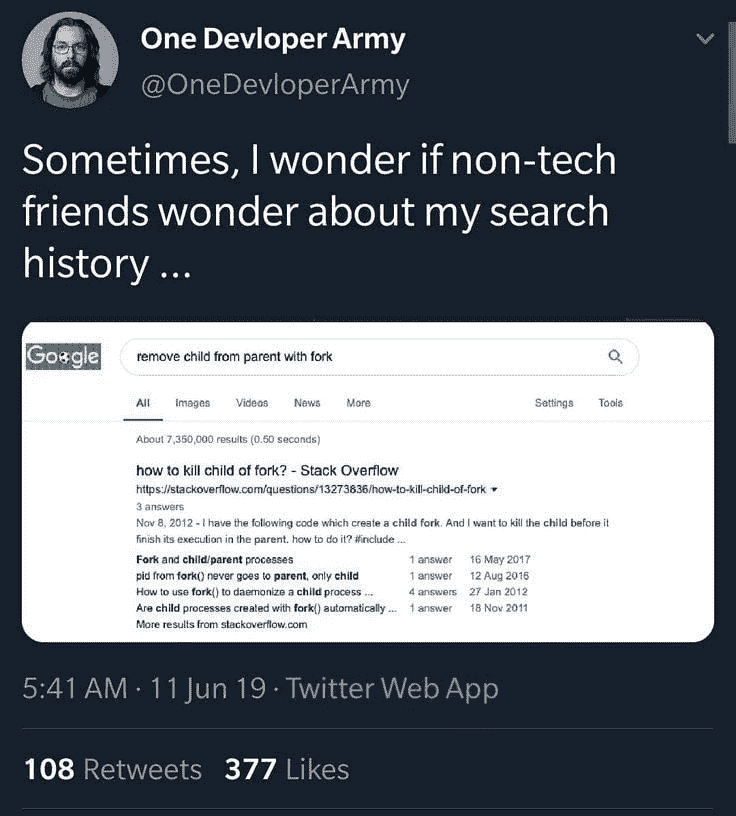 One Devloper Army
@OneDevloperArmy
Sometimes, I wonder if non-tech
friends wonder about my search
history ...
Google
remove child from parent with fork
All Images Videos News More Settings Tools
About 7,350,000 results (0.50 seconds)
how to kill child of fork? - Stack Overflow
https://stackoverflow.com/questions/13273836/how-to-kill-child-of-fork
3 answers
Nov 8, 2012 - I have the following code which create a child fork. And I want to kill the child before it
finish its execution in the parent. how to do it? #include ...
Fork and child/parent processes 1 answer 16 May 2017
pid from fork() never goes to parent, only child 1 answer 12 Aug 2016
How to use fork() to daemonize a child process ... 4 answers 27 Jan 2012
Are child processes created with fork() automatically ... 1 answer 18 Nov 2011
More results from stackoverflow.com
5:41 AM · 11 Jun 19 · Twitter Web App
108 Retweets 377 Likes